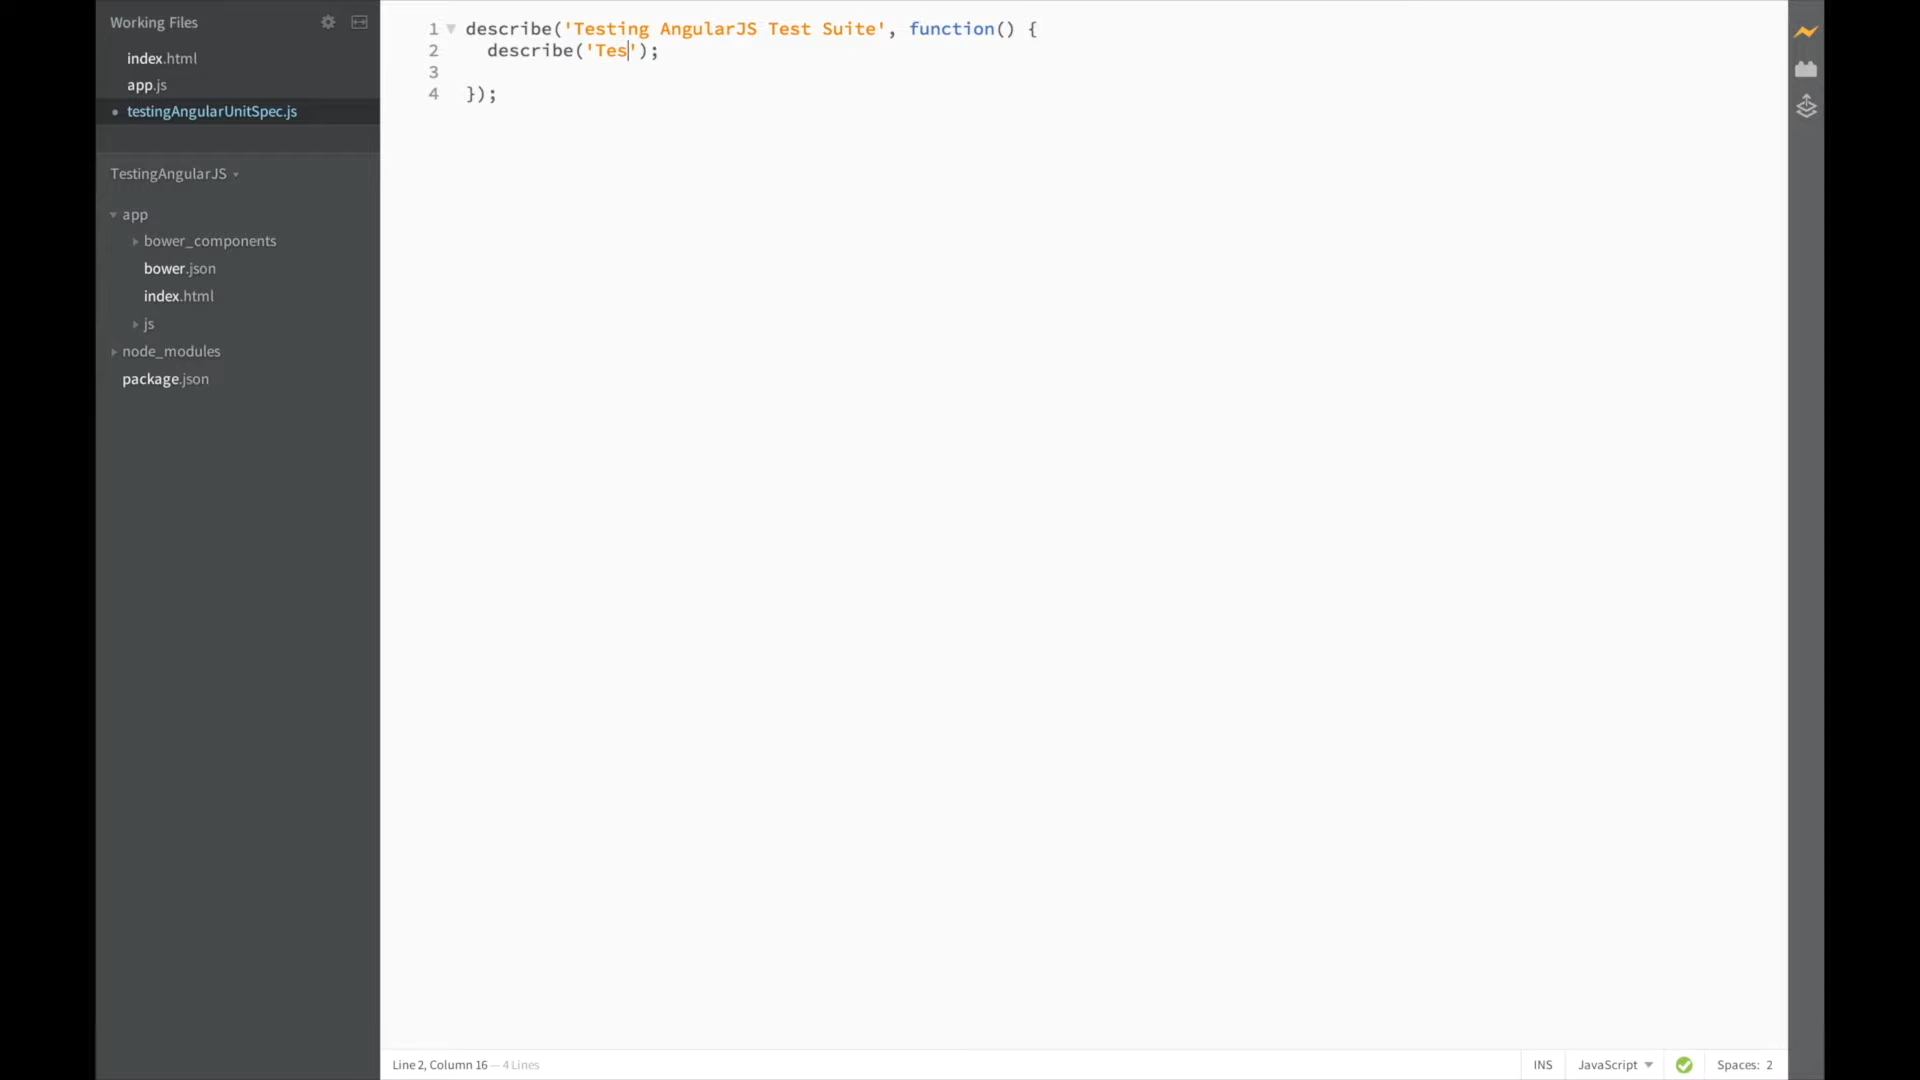 Working Files
index.html
app.js
testingAngularUnitSpec.js
TestingAngularJS
app
bower_components
bower.json
index.html
js
node_modules
package.json
1 describe('Testing AngularJS Test Suite', function() {
2 describe('Tes');
3
4 });
Line 2, Column 16 — 4 Lines
INS JavaScript Spaces: 2